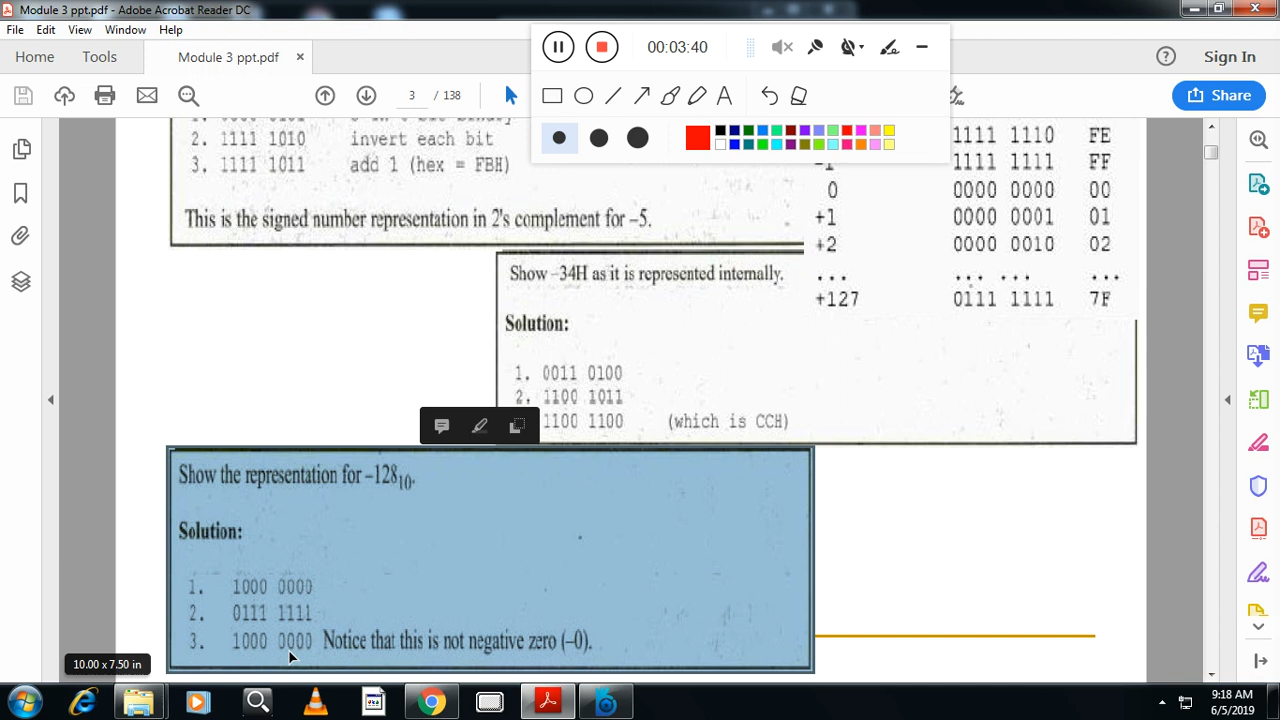 Module 3 ppt.pdf - Adobe Acrobat Reader DC
File Edit View Window Help
Home Tools Module 3 ppt.pdf ×
00:03:40
? Sign In
3 / 138
A
Share
2. 1111 1010 invert each bit
3. 1111 1011 add 1 (hex = FBH)
This is the signed number representation in 2's complement for –5.
1111 1110 FE
1111 1111 FF
0 0000 0000 00
+1 0000 0001 01
+2 0000 0010 02
... ... ... ...
+127 0111 1111 7F
Show –34H as it is represented internally.
Solution:
1. 0011 0100
2. 1100 1011
1100 1100 (which is CCH)
Show the representation for –128₁₀.
Solution:
1. 1000 0000
2. 0111 1111
3. 1000 0000 Notice that this is not negative zero (–0).
10.00 x 7.50 in
9:18 AM
6/5/2019